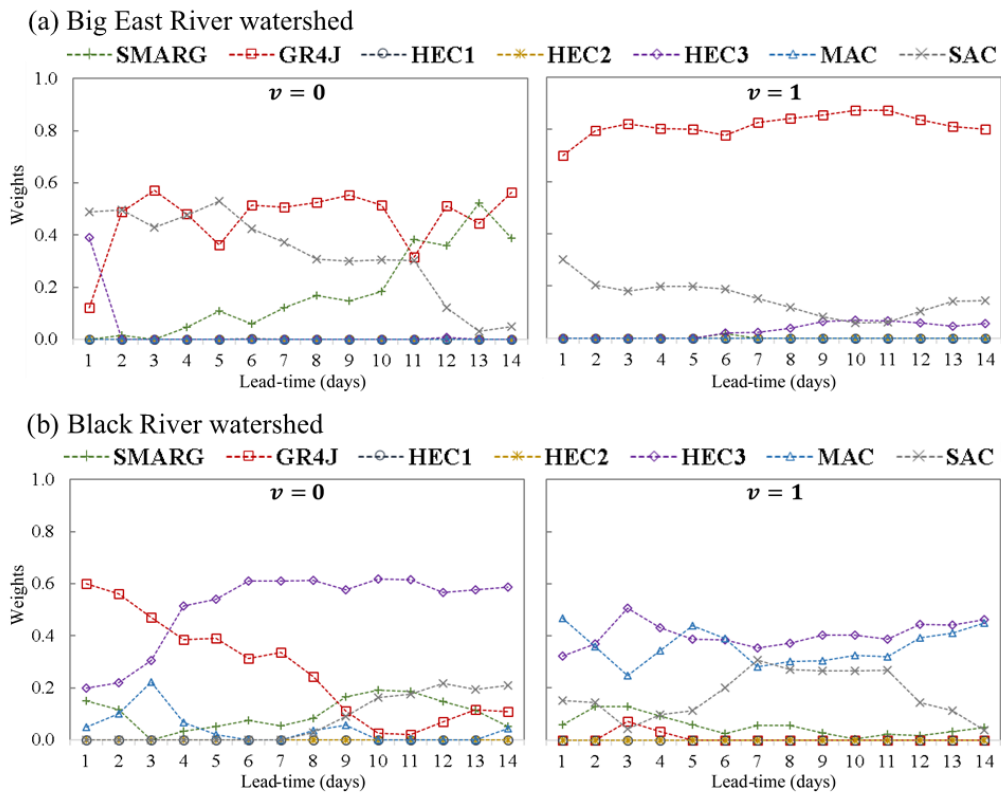 (a) Big East River watershed
SMARG GR4J HEC1 HEC2 HEC3 MAC SAC
v = 0
v = 1
Weights
1.0
0.8
0.6
0.4
0.2
0.0
1 2 3 4 5 6 7 8 9 10 11 12 13 14
1 2 3 4 5 6 7 8 9 10 11 12 13 14
Lead-time (days)
Lead-time (days)
(b) Black River watershed
SMARG GR4J HEC1 HEC2 HEC3 MAC SAC
v = 0
v = 1
Weights
1.0
0.8
0.6
0.4
0.2
0.0
1 2 3 4 5 6 7 8 9 10 11 12 13 14
1 2 3 4 5 6 7 8 9 10 11 12 13 14
Lead-time (days)
Lead-time (days)